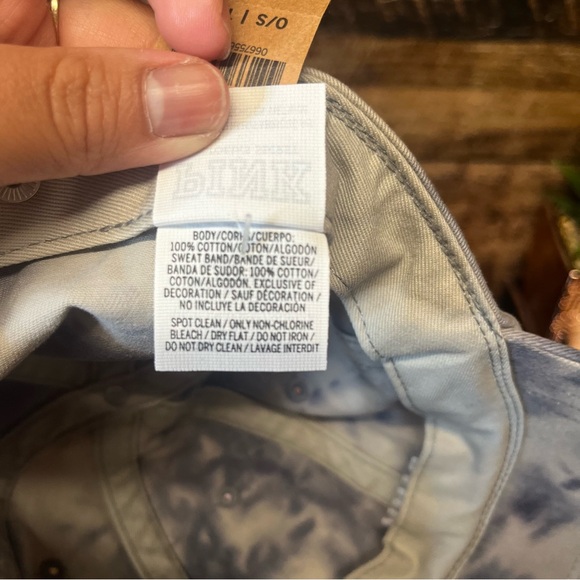 O/S
PINK
BODY/CORPS/CUERPO:
100% COTTON/COTON/ALGODÓN
SWEAT BAND/BANDE DE SUEUR/
BANDA DE SUDOR: 100% COTTON/
COTON/ALGODÓN. EXCLUSIVE OF
DECORATION / SAUF DÉCORATION /
NO INCLUYE LA DECORACIÓN
SPOT CLEAN / ONLY NON-CHLORINE
BLEACH / DRY FLAT / DO NOT IRON /
DO NOT DRY CLEAN / LAVAGE INTERDIT